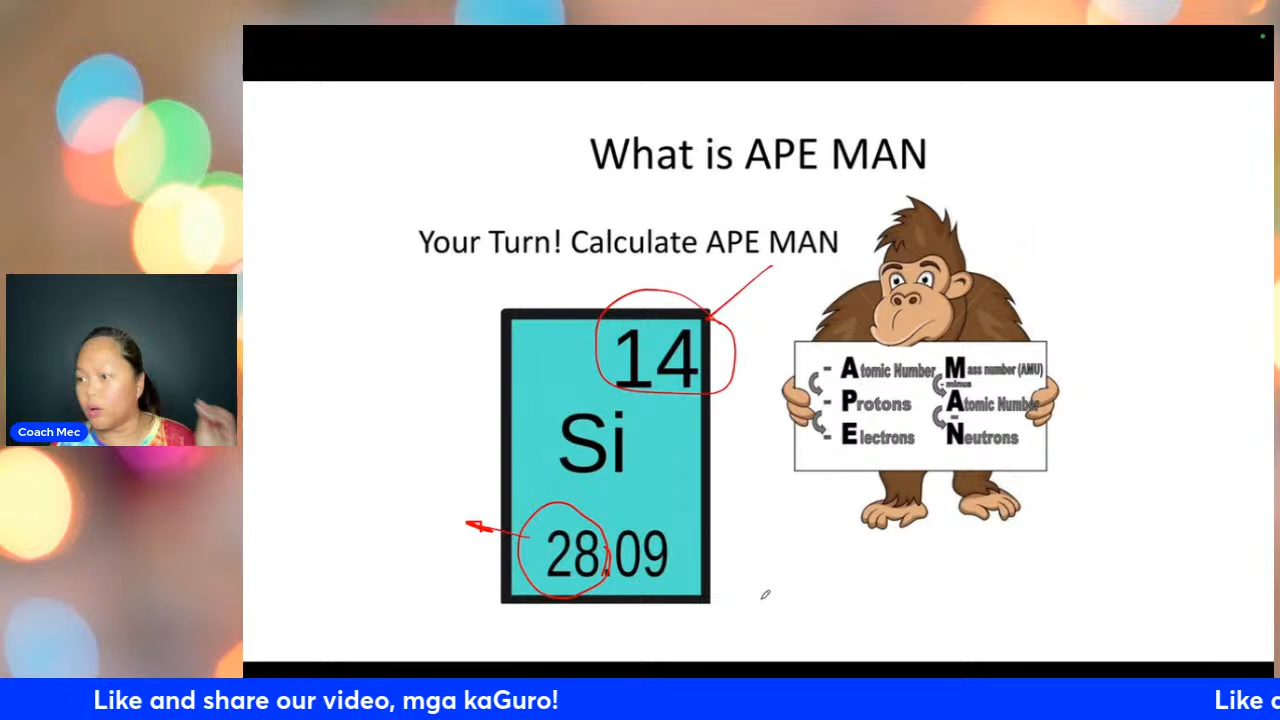 What is APE MAN
Your Turn! Calculate APE MAN
14
Si
28.09
- Atomic Number
- Protons
- Electrons
Mass number (AMU)
- minus
Atomic Number
=
Neutrons
Coach Mec
Like and share our video, mga kaGuro!
Like